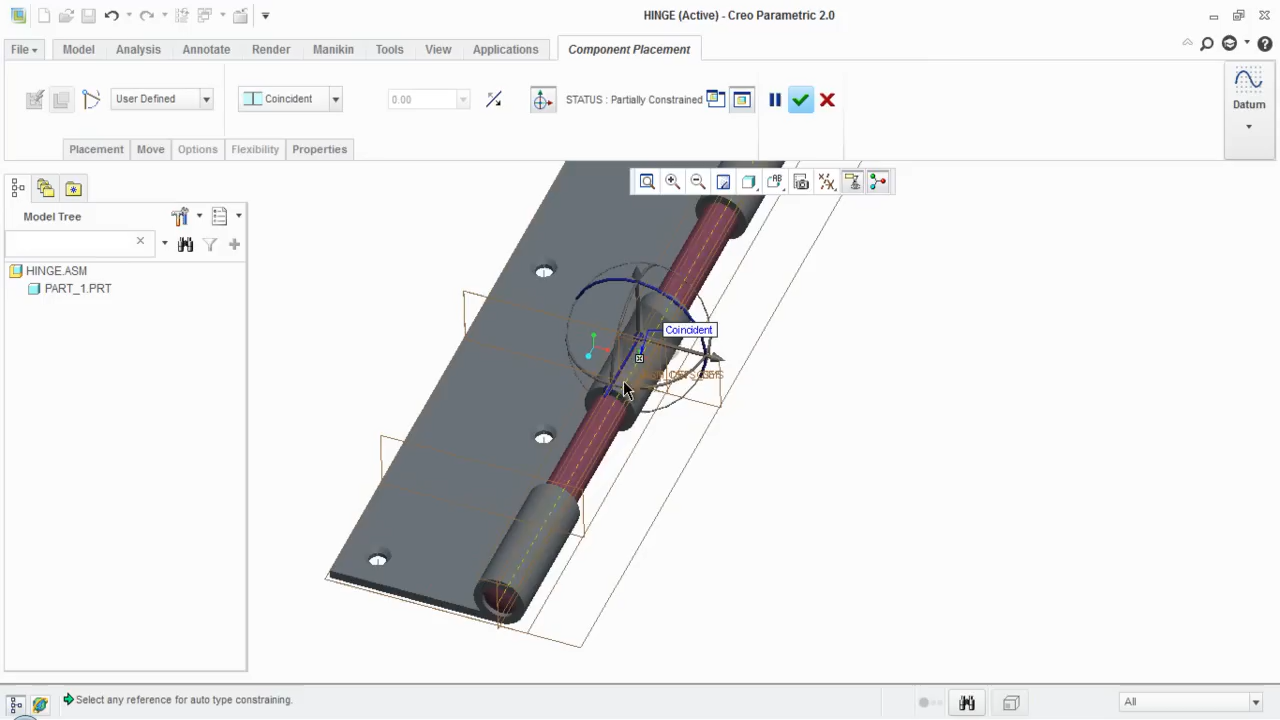 HINGE (Active) - Creo Parametric 2.0
File Model Analysis Annotate Render Manikin Tools View Applications Component Placement
User Defined Coincident 0.00 STATUS : Partially Constrained
Datum
Placement Move Options Flexibility Properties
Model Tree
HINGE.ASM
PART_1.PRT
Coincident
Select any reference for auto type constraining.
All